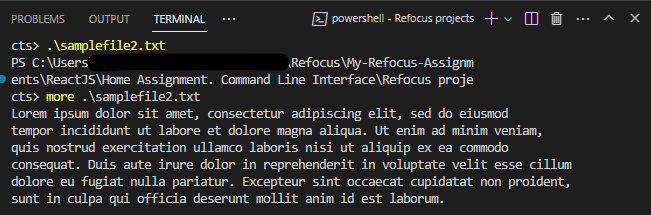 PROBLEMS OUTPUT TERMINAL ... powershell - Refocus projects
cts> .\samplefile2.txt
PS C:\Users \Refocus\My-Refocus-Assignm
ents\ReactJS\Home Assignment. Command Line Interface\Refocus proje
cts> more .\samplefile2.txt
Lorem ipsum dolor sit amet, consectetur adipiscing elit, sed do eiusmod
tempor incididunt ut labore et dolore magna aliqua. Ut enim ad minim veniam,
quis nostrud exercitation ullamco laboris nisi ut aliquip ex ea commodo
consequat. Duis aute irure dolor in reprehenderit in voluptate velit esse cillum
dolore eu fugiat nulla pariatur. Excepteur sint occaecat cupidatat non proident,
sunt in culpa qui officia deserunt mollit anim id est laborum.